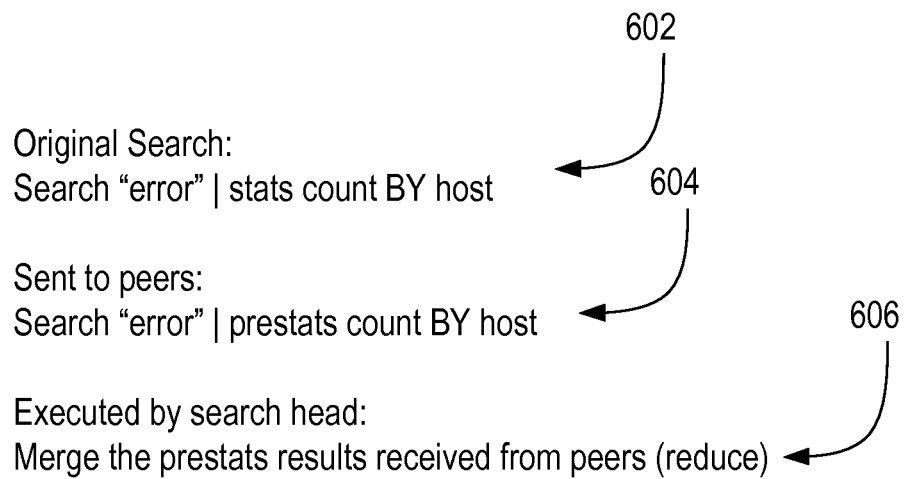 602
Original Search:
Search “error” | stats count BY host
604
Sent to peers:
Search “error” | prestats count BY host
606
Executed by search head:
Merge the prestats results received from peers (reduce)